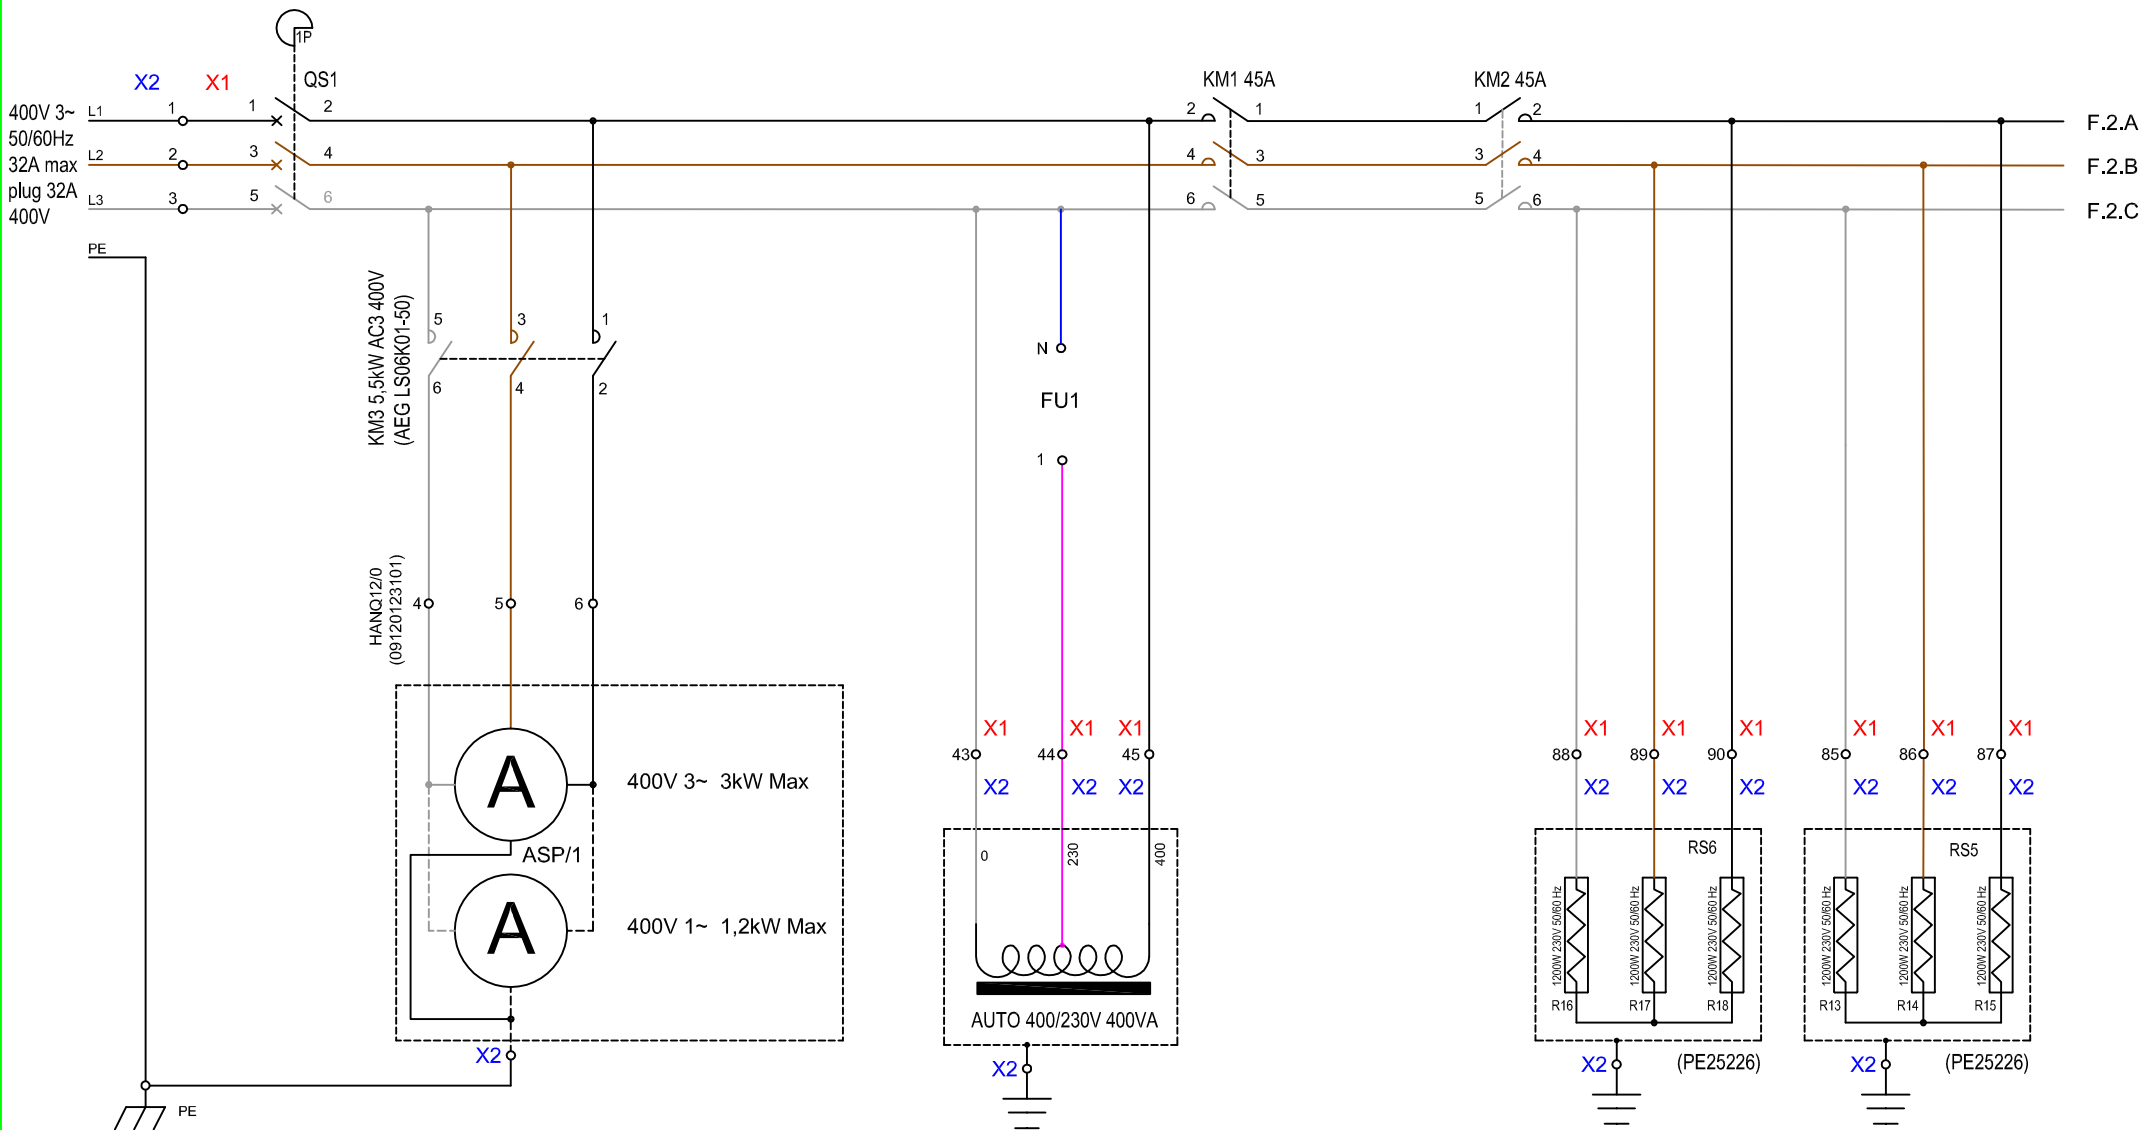 1P
QS1
X2 X1
KM1 45A
KM2 45A
400V 3~
50/60Hz
32A max
plug 32A
400V
L1 1 1 2 2 1 1 2 F.2.A
L2 2 3 4 4 3 3 4 F.2.B
L3 3 5 6 6 5 5 6 F.2.C
PE
KM3 5,5kW AC3 400V
(AEG LS06K01-50)
5 3 1
6 4 2
N
FU1
1
HANQ12/0
(09120123101)
4 5 6
X1 X1 X1 X1 X1 X1 X1 X1 X1
43 44 45 88 89 90 85 86 87
X2 X2 X2 X2 X2 X2 X2 X2 X2
A
400V 3~ 3kW Max
ASP/1
A
400V 1~ 1,2kW Max
0 230 400
AUTO 400/230V 400VA
RS6
1200W 230V 50/60 Hz
1200W 230V 50/60 Hz
1200W 230V 50/60 Hz
R16 R17 R18
RS5
1200W 230V 50/60 Hz
1200W 230V 50/60 Hz
1200W 230V 50/60 Hz
R13 R14 R15
X2
X2
X2 (PE25226)
X2 (PE25226)
PE